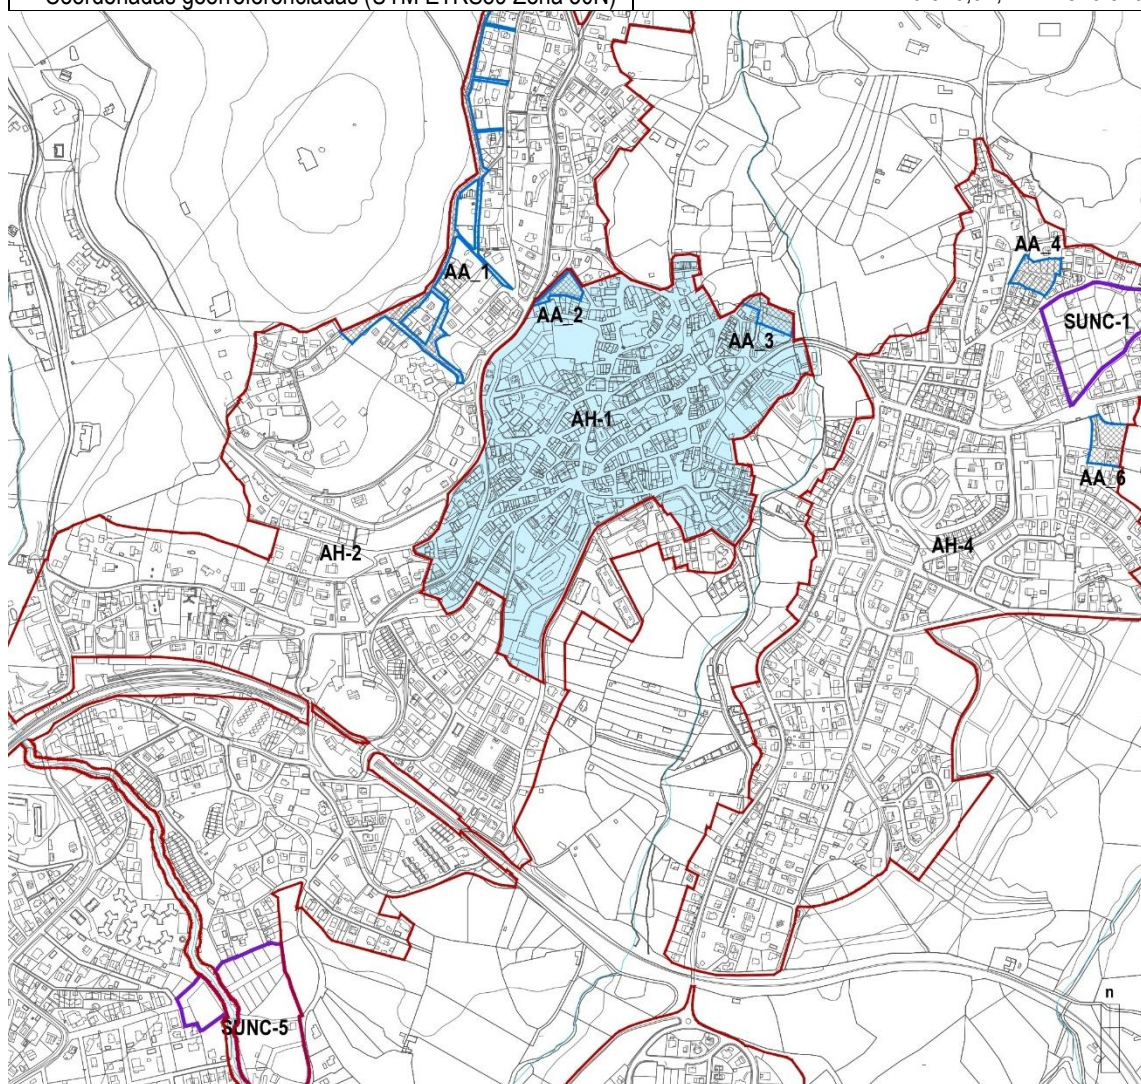 Coordenadas georreferenciadas (UTM ETRS89 Zona 30N)
AA_4
AA_1
AA_2
SUNC-1
AA_3
AH-1
AA_6
AH-4
AH-2
n
SUNC-5